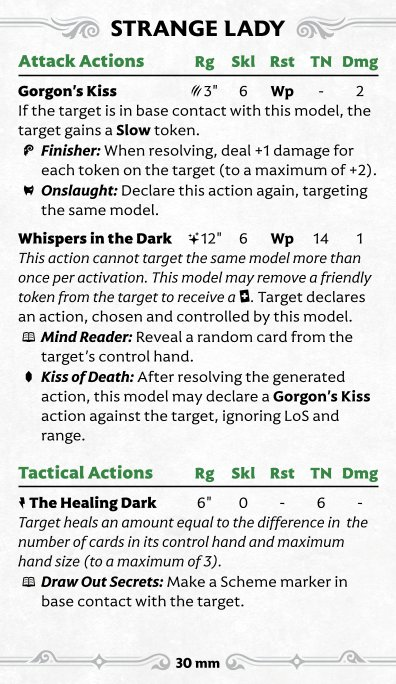 STRANGE LADY
Attack Actions Rg Skl Rst TN Dmg
Gorgon's Kiss 3" 6 Wp - 2
If the target is in base contact with this model, the
target gains a Slow token.
Finisher: When resolving, deal +1 damage for
each token on the target (to a maximum of +2).
Onslaught: Declare this action again, targeting
the same model.
Whispers in the Dark 12" 6 Wp 14 1
This action cannot target the same model more than
once per activation. This model may remove a friendly
token from the target to receive a . Target declares
an action, chosen and controlled by this model.
Mind Reader: Reveal a random card from the
target's control hand.
Kiss of Death: After resolving the generated
action, this model may declare a Gorgon's Kiss
action against the target, ignoring LoS and
range.
Tactical Actions Rg Skl Rst TN Dmg
The Healing Dark 6" 0 - 6 -
Target heals an amount equal to the difference in the
number of cards in its control hand and maximum
hand size (to a maximum of 3).
Draw Out Secrets: Make a Scheme marker in
base contact with the target.
30 mm